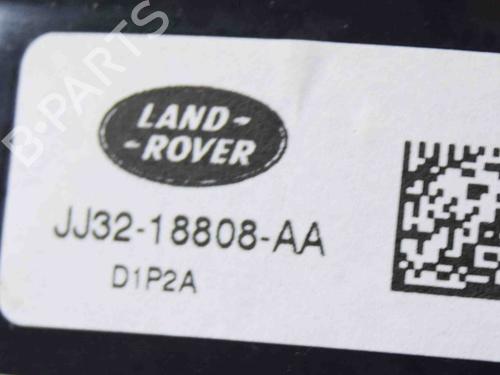 LAND-
-ROVER
JJ32-18808-AA
D1P2A
B-PARTS